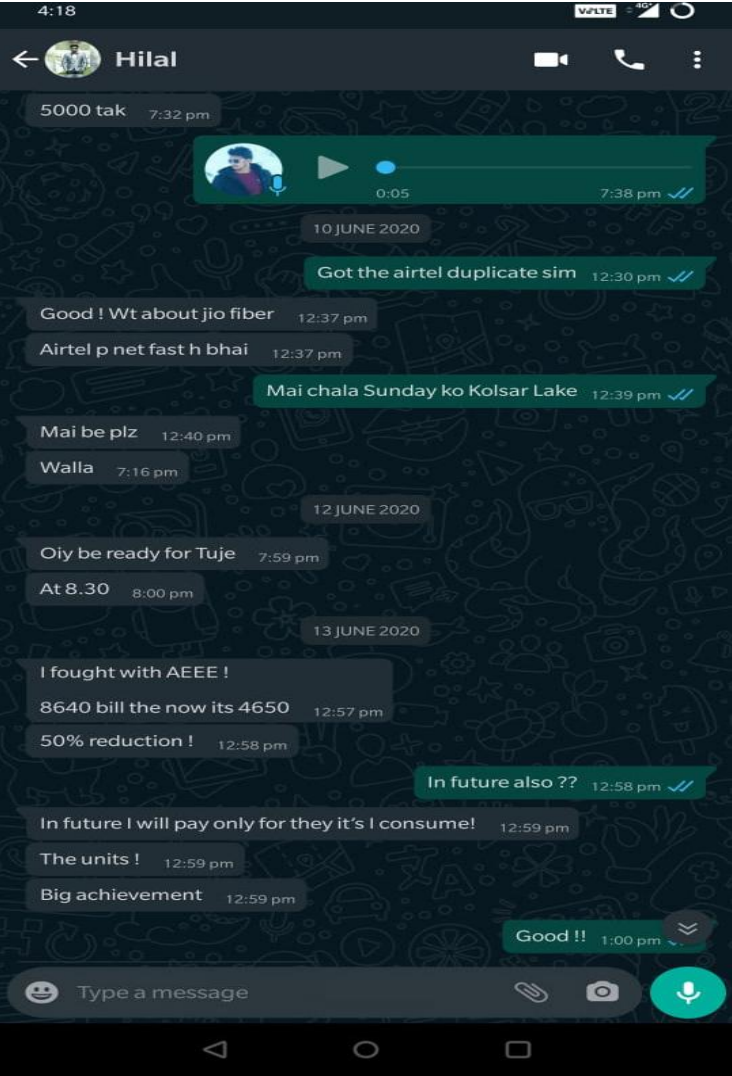 4:18
VoLTE 4G+
Hilal
5000 tak 7:32 pm
0:05 7:38 pm
10 JUNE 2020
Got the airtel duplicate sim 12:30 pm
Good ! Wt about jio fiber 12:37 pm
Airtel p net fast h bhai 12:37 pm
Mai chala Sunday ko Kolsar Lake 12:39 pm
Mai be plz 12:40 pm
Walla 7:16 pm
12 JUNE 2020
Oiy be ready for Tuje 7:59 pm
At 8.30 8:00 pm
13 JUNE 2020
I fought with AEEE !
8640 bill the now its 4650 12:57 pm
50% reduction ! 12:58 pm
In future also ?? 12:58 pm
In future I will pay only for they it’s I consume! 12:59 pm
The units ! 12:59 pm
Big achievement 12:59 pm
Good !! 1:00 pm
Type a message